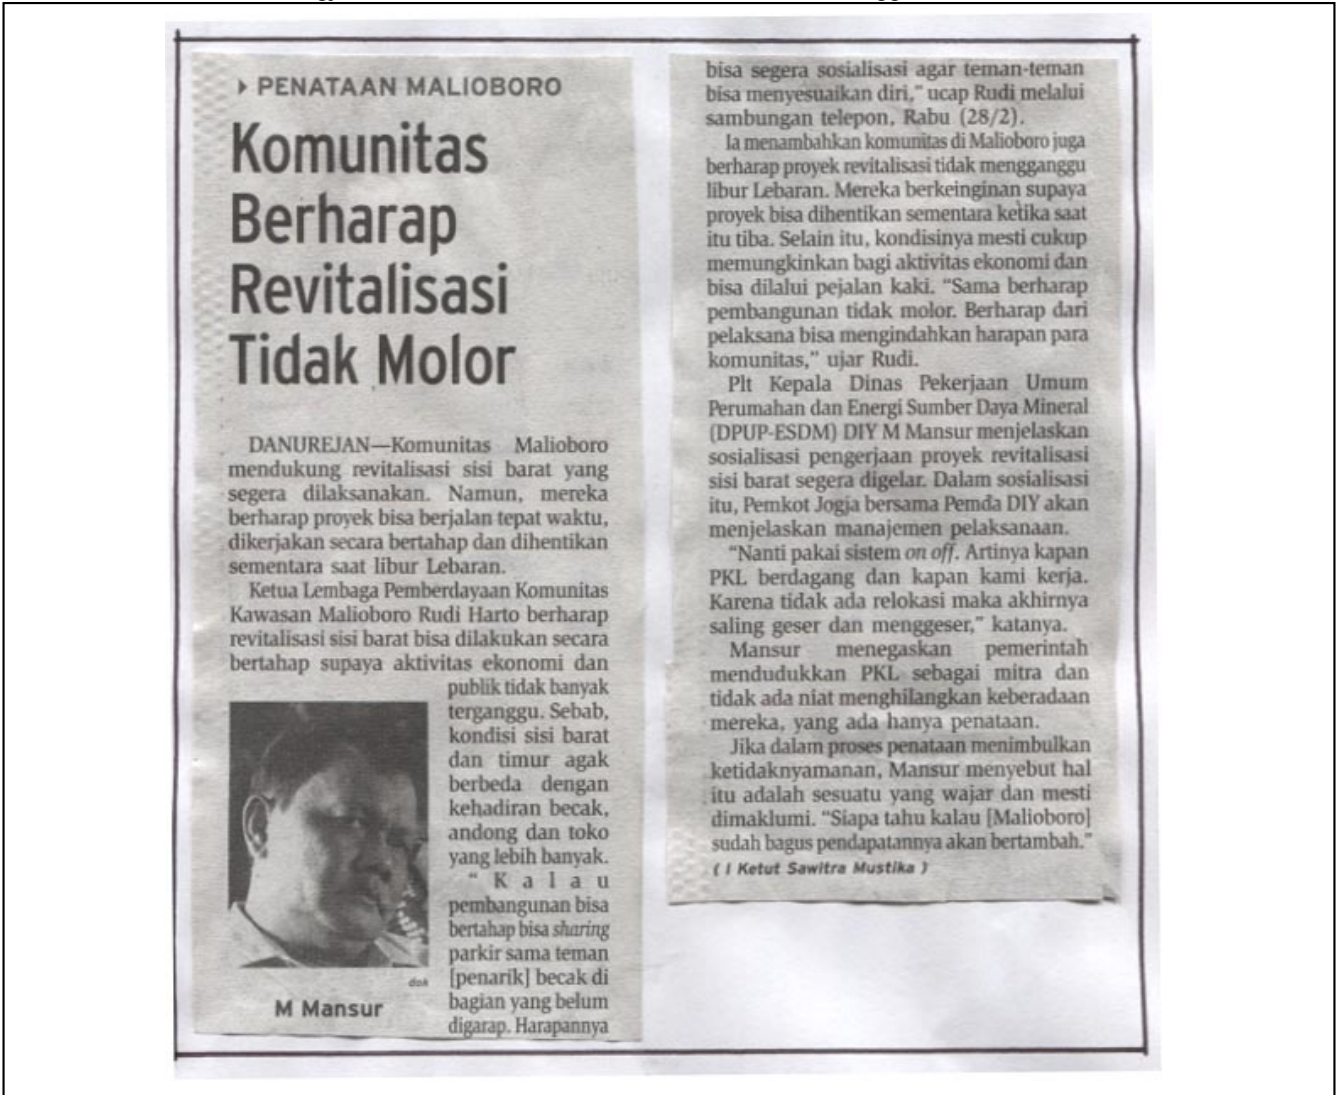 ▸ PENATAAN MALIOBORO
Komunitas
Berharap
Revitalisasi
Tidak Molor
DANUREJAN—Komunitas Malioboro
mendukung revitalisasi sisi barat yang
segera dilaksanakan. Namun, mereka
berharap proyek bisa berjalan tepat waktu,
dikerjakan secara bertahap dan dihentikan
sementara saat libur Lebaran.
Ketua Lembaga Pemberdayaan Komunitas
Kawasan Malioboro Rudi Harto berharap
revitalisasi sisi barat bisa dilakukan secara
bertahap supaya aktivitas ekonomi dan
publik tidak banyak
terganggu. Sebab,
kondisi sisi barat
dan timur agak
berbeda dengan
kehadiran becak,
andong dan toko
yang lebih banyak.
“Kalau
pembangunan bisa
bertahap bisa sharing
parkir sama teman
[penarik] becak di
bagian yang belum
digarap. Harapannya
dok
M Mansur
bisa segera sosialisasi agar teman-teman
bisa menyesuaikan diri,” ucap Rudi melalui
sambungan telepon, Rabu (28/2).
Ia menambahkan komunitas di Malioboro juga
berharap proyek revitalisasi tidak mengganggu
libur Lebaran. Mereka berkeinginan supaya
proyek bisa dihentikan sementara ketika saat
itu tiba. Selain itu, kondisinya mesti cukup
memungkinkan bagi aktivitas ekonomi dan
bisa dilalui pejalan kaki. “Sama berharap
pembangunan tidak molor. Berharap dari
pelaksana bisa mengindahkan harapan para
komunitas,” ujar Rudi.
Plt Kepala Dinas Pekerjaan Umum
Perumahan dan Energi Sumber Daya Mineral
(DPUP-ESDM) DIY M Mansur menjelaskan
sosialisasi pengerjaan proyek revitalisasi
sisi barat segera digelar. Dalam sosialisasi
itu, Pemkot Jogja bersama Pemda DIY akan
menjelaskan manajemen pelaksanaan.
“Nanti pakai sistem on off. Artinya kapan
PKL berdagang dan kapan kami kerja.
Karena tidak ada relokasi maka akhirnya
saling geser dan menggeser,” katanya.
Mansur menegaskan pemerintah
mendudukkan PKL sebagai mitra dan
tidak ada niat menghilangkan keberadaan
mereka, yang ada hanya penataan.
Jika dalam proses penataan menimbulkan
ketidaknyamanan, Mansur menyebut hal
itu adalah sesuatu yang wajar dan mesti
dimaklumi. “Siapa tahu kalau [Malioboro]
sudah bagus pendapatannya akan bertambah.”
( I Ketut Sawitra Mustika )